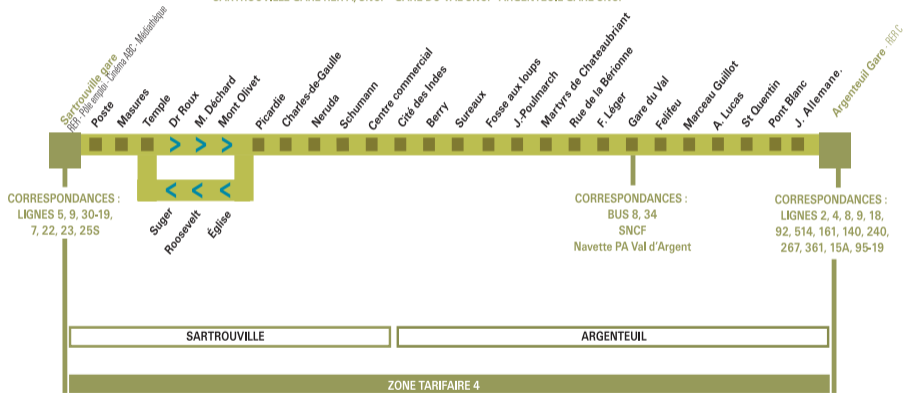 Sartrouville gare
RER - Pôle emploi - Cinéma ABC - Médiathèque
Poste
Masures
Temple
Dr Roux
M. Déchard
Mont Olivet
Picardie
Charles-de-Gaulle
Neruda
Schumann
Centre commercial
Cité des Indes
Berry
Sureaux
Fosse aux loups
J.-Poulmarch
Martyrs de Chateaubriant
Rue de la Bérionne
F. Léger
Gare du Val
Felifeu
Marceau Guillot
A. Lucas
St Quentin
Pont Blanc
J. Allemane.
Argenteuil Gare - RER C
Suger
Roosevelt
Église
CORRESPONDANCES :
LIGNES 5, 9, 30-19,
7, 22, 23, 25S
CORRESPONDANCES :
BUS 8, 34
SNCF
Navette PA Val d'Argent
CORRESPONDANCES :
LIGNES 2, 4, 8, 9, 18,
92, 514, 161, 140, 240,
267, 361, 15A, 95-19
SARTROUVILLE
ARGENTEUIL
ZONE TARIFAIRE 4